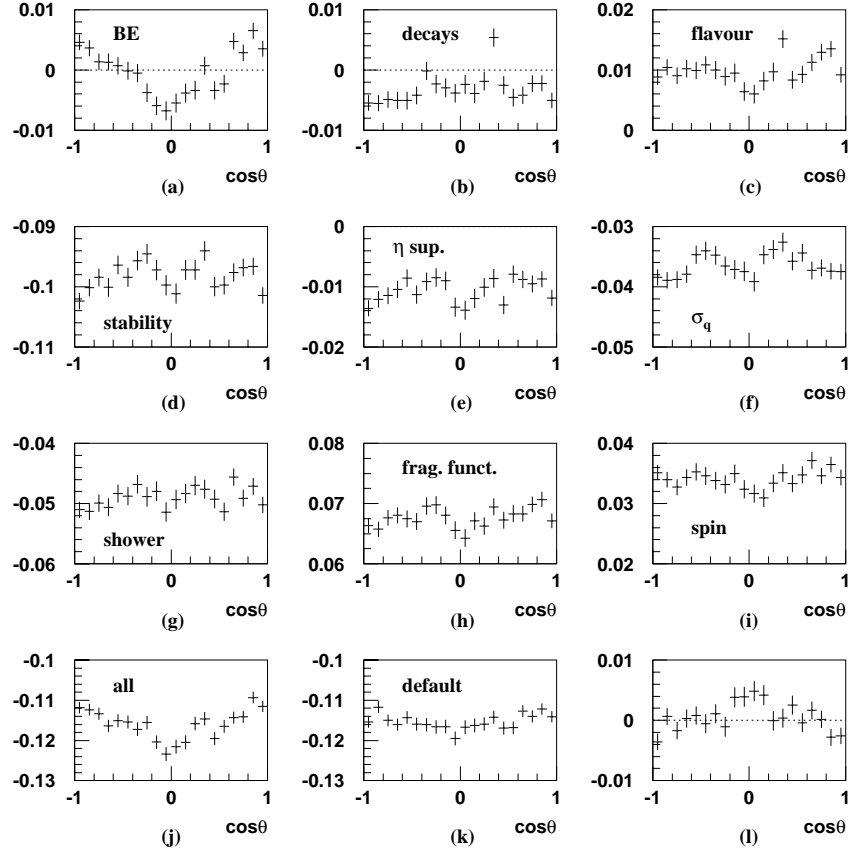 0.01
0
-0.01
-1 0 1
BE
cosθ
(a)
0.01
0
-0.01
-1 0 1
decays
cosθ
(b)
0.02
0.01
0
-1 0 1
flavour
cosθ
(c)
-0.09
-0.1
-0.11
-1 0 1
stability
cosθ
(d)
0
-0.01
-0.02
-1 0 1
η sup.
cosθ
(e)
-0.03
-0.04
-0.05
-1 0 1
σq
cosθ
(f)
-0.04
-0.05
-0.06
-1 0 1
shower
cosθ
(g)
0.08
0.07
0.06
-1 0 1
frag. funct.
cosθ
(h)
0.04
0.03
0.02
-1 0 1
spin
cosθ
(i)
-0.1
-0.11
-0.12
-0.13
-1 0 1
all
cosθ
(j)
-0.1
-0.11
-0.12
-0.13
-1 0 1
default
cosθ
(k)
0.01
0
-0.01
-1 0 1
cosθ
(l)